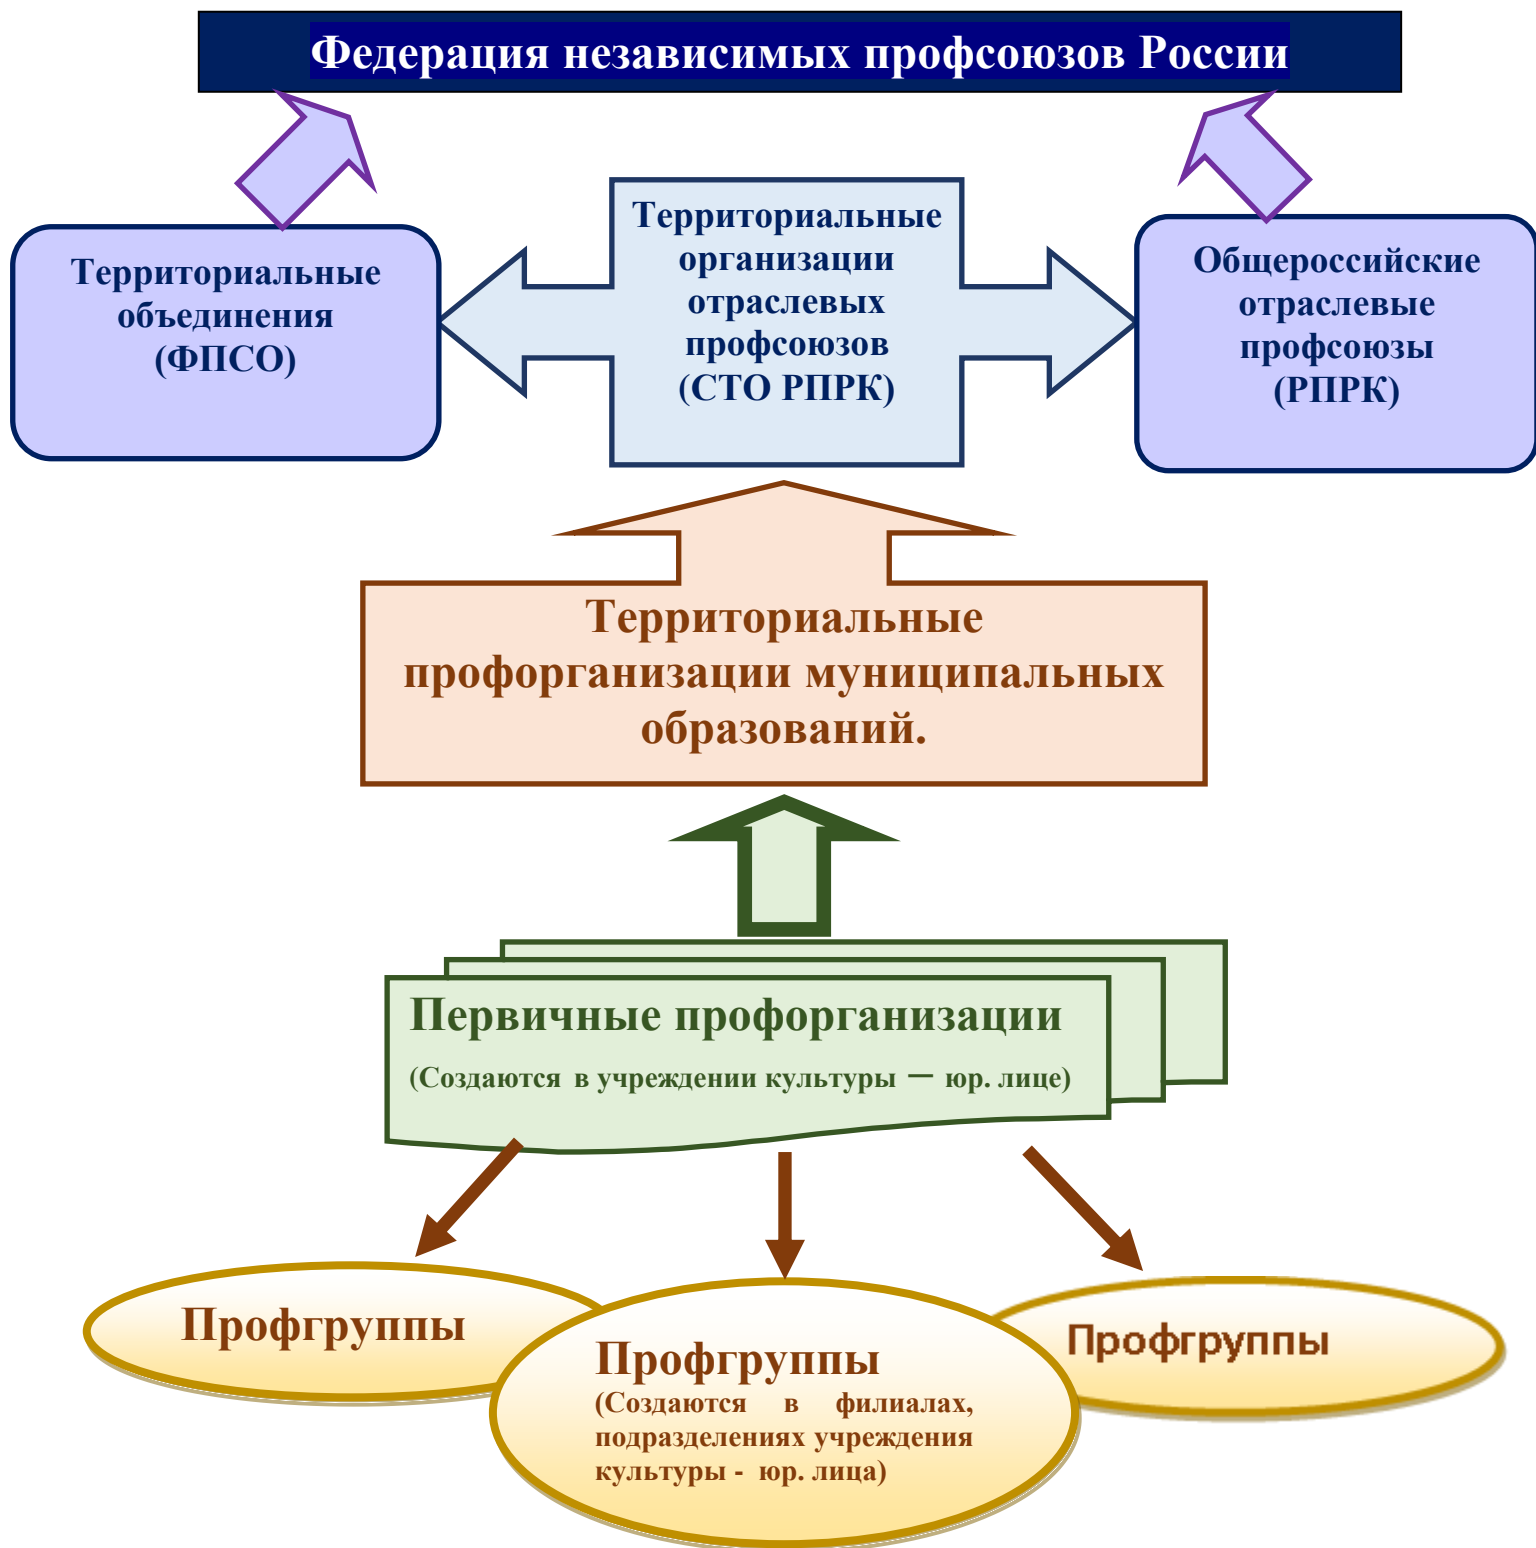 Федерация независимых профсоюзов России
Территориальные
объединения
(ФПСО)
Территориальные
организации
отраслевых
профсоюзов
(СТО РПРК)
Общероссийские
отраслевые
профсоюзы
(РПРК)
Территориальные
профорганизации муниципальных
образований.
Первичные профорганизации
(Создаются в учреждении культуры – юр. лице)
Профгруппы
Профгруппы
(Создаются в филиалах,
подразделениях учреждения
культуры - юр. лица)
Профгруппы